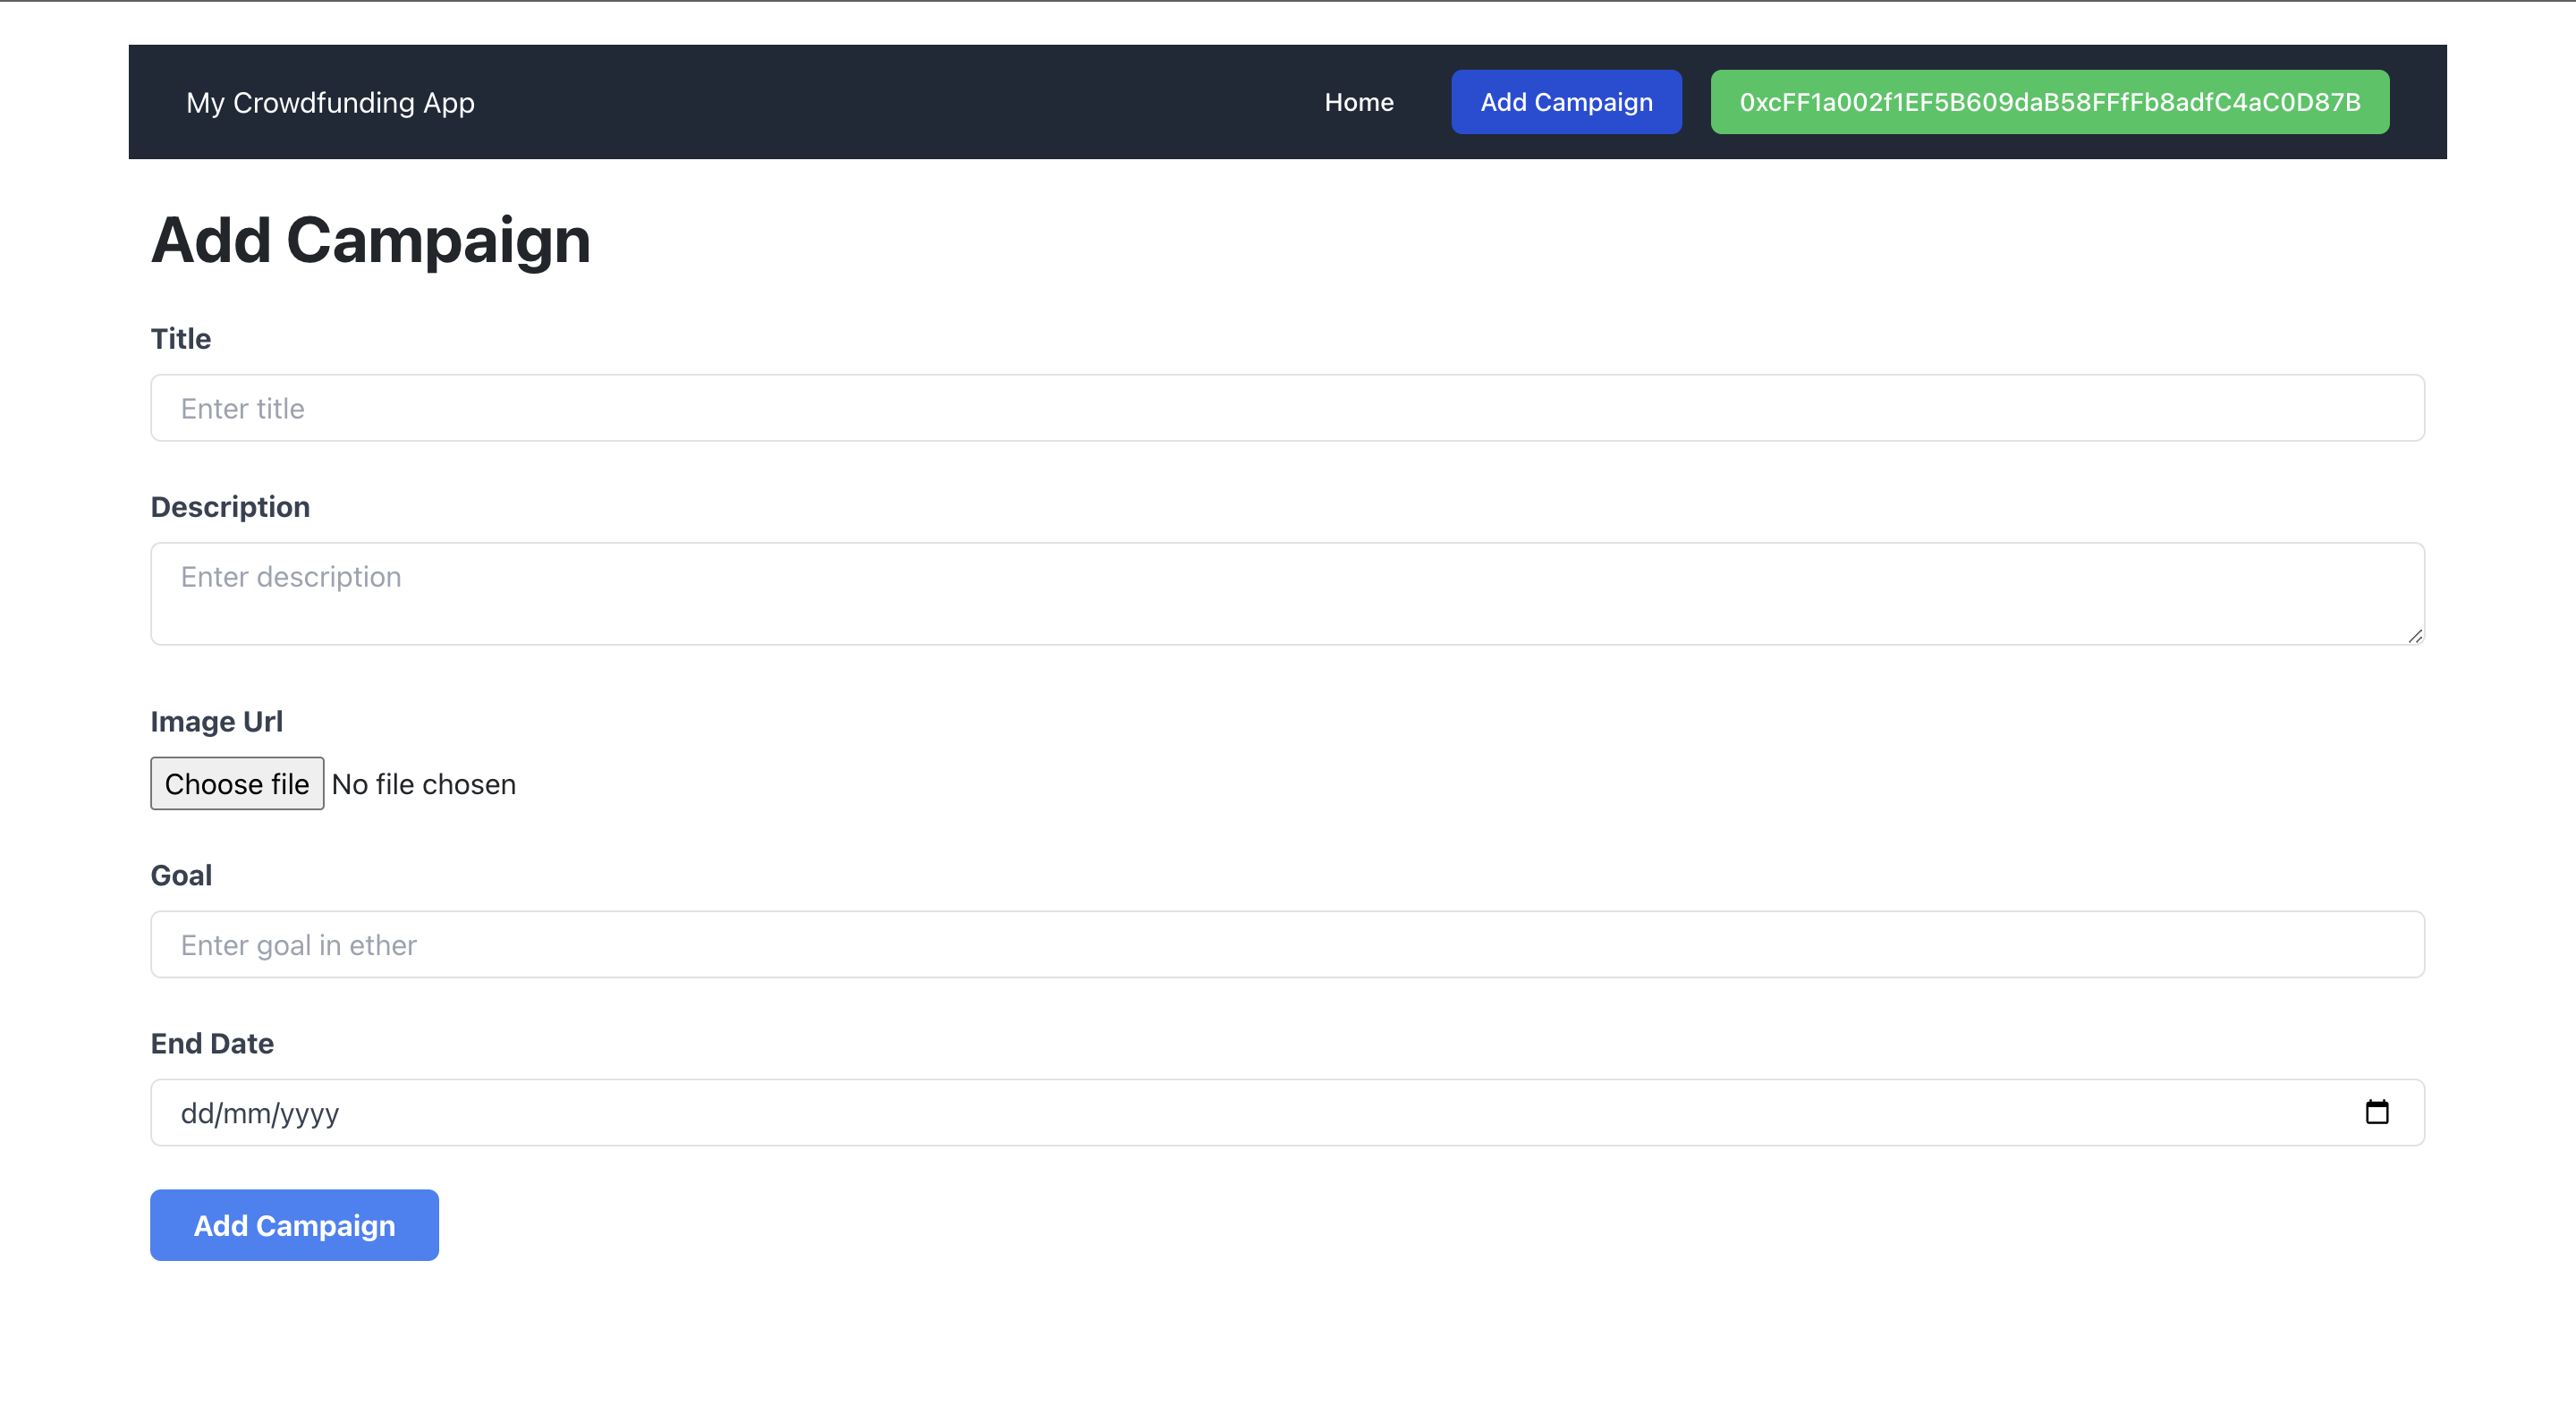 My Crowdfunding App
Home
Add Campaign
0xcFF1a002f1EF5B609daB58FFfFb8adfC4aC0D87B
Add Campaign
Title
Enter title
Description
Enter description
Image Url
Choose file No file chosen
Goal
Enter goal in ether
End Date
dd/mm/yyyy
Add Campaign